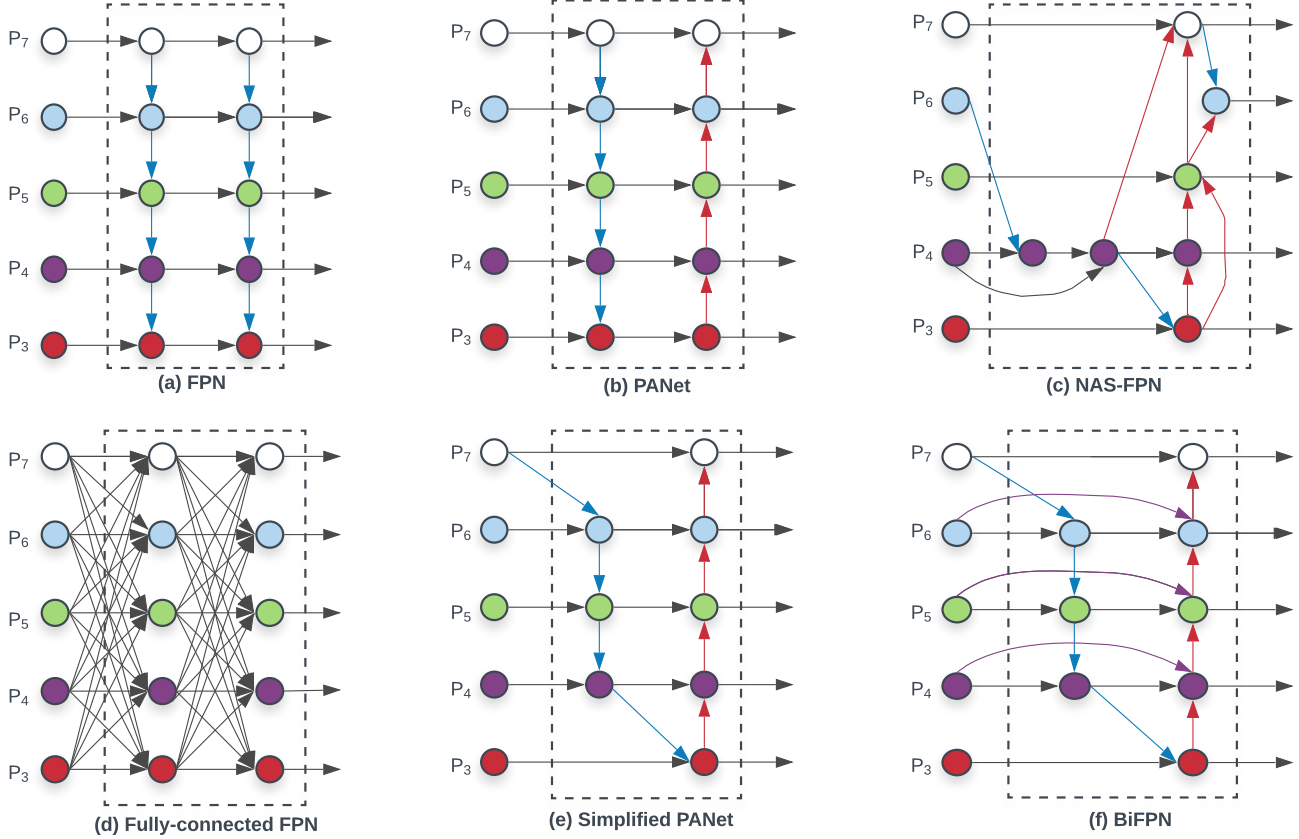 P7
P6
P5
P4
P3
(a) FPN
P7
P6
P5
P4
P3
(b) PANet
P7
P6
P5
P4
P3
(c) NAS-FPN
P7
P6
P5
P4
P3
(d) Fully-connected FPN
P7
P6
P5
P4
P3
(e) Simplified PANet
P7
P6
P5
P4
P3
(f) BiFPN